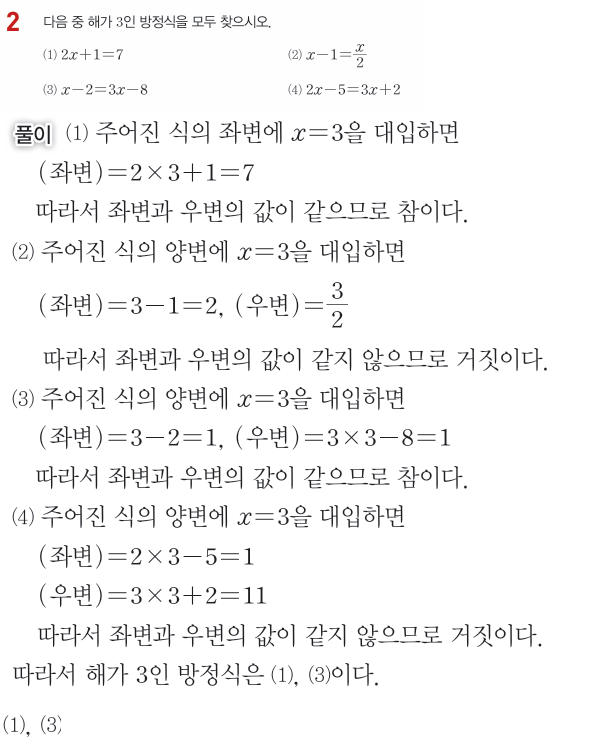 2 다음 중 해가 3인 방정식을 모두 찾으시오.
(1) 2x+1=7 (2) x-1=x/2
(3) x-2=3x-8 (4) 2x-5=3x+2
풀이 (1) 주어진 식의 좌변에 x=3을 대입하면
(좌변)=2×3+1=7
따라서 좌변과 우변의 값이 같으므로 참이다.
(2) 주어진 식의 양변에 x=3을 대입하면
(좌변)=3-1=2, (우변)=3/2
따라서 좌변과 우변의 값이 같지 않으므로 거짓이다.
(3) 주어진 식의 양변에 x=3을 대입하면
(좌변)=3-2=1, (우변)=3×3-8=1
따라서 좌변과 우변의 값이 같으므로 참이다.
(4) 주어진 식의 양변에 x=3을 대입하면
(좌변)=2×3-5=1
(우변)=3×3+2=11
따라서 좌변과 우변의 값이 같지 않으므로 거짓이다.
따라서 해가 3인 방정식은 (1), (3)이다.
(1), (3)